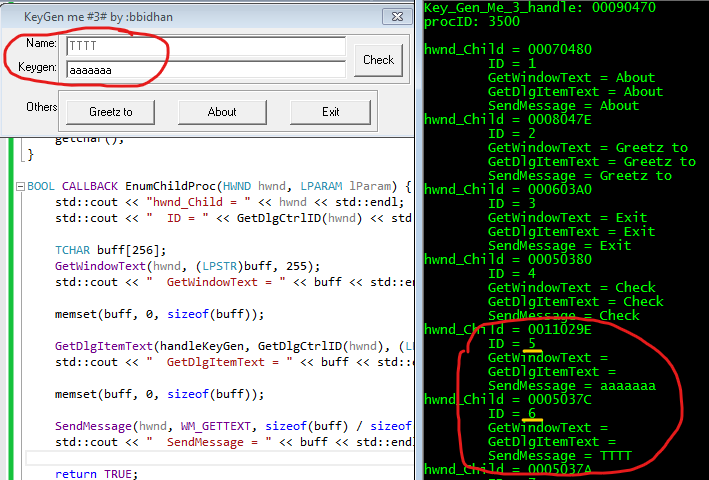 KeyGen me #3# by :bbidhan
Name:
TTTT
Keygen:
aaaaaaa
Check
Others
Greetz to
About
Exit
getchar();
}
BOOL CALLBACK EnumChildProc(HWND hwnd, LPARAM lParam) {
std::cout << "hwnd_Child = " << hwnd << std::endl;
std::cout << "  ID = " << GetDlgCtrlID(hwnd) << std
TCHAR buff[256];
GetWindowText(hwnd, (LPSTR)buff, 255);
std::cout << "  GetWindowText = " << buff << std::e
memset(buff, 0, sizeof(buff));
GetDlgItemText(handleKeyGen, GetDlgCtrlID(hwnd), (L
std::cout << "  GetDlgItemText = " << buff << std::
memset(buff, 0, sizeof(buff));
SendMessage(hwnd, WM_GETTEXT, sizeof(buff) / sizeof
std::cout << "  SendMessage = " << buff << std::end
return TRUE;
Key_Gen_Me_3_handle: 00090470
procID: 3500
hwnd_Child = 00070480
ID = 1
GetWindowText = About
GetDlgItemText = About
SendMessage = About
hwnd_Child = 0008047E
ID = 2
GetWindowText = Greetz to
GetDlgItemText = Greetz to
SendMessage = Greetz to
hwnd_Child = 000603A0
ID = 3
GetWindowText = Exit
GetDlgItemText = Exit
SendMessage = Exit
hwnd_Child = 00050380
ID = 4
GetWindowText = Check
GetDlgItemText = Check
SendMessage = Check
hwnd_Child = 0011029E
ID = 5
GetWindowText =
GetDlgItemText =
SendMessage = aaaaaaa
hwnd_Child = 0005037C
ID = 6
GetWindowText =
GetDlgItemText =
SendMessage = TTTT
hwnd_Child = 0005037A